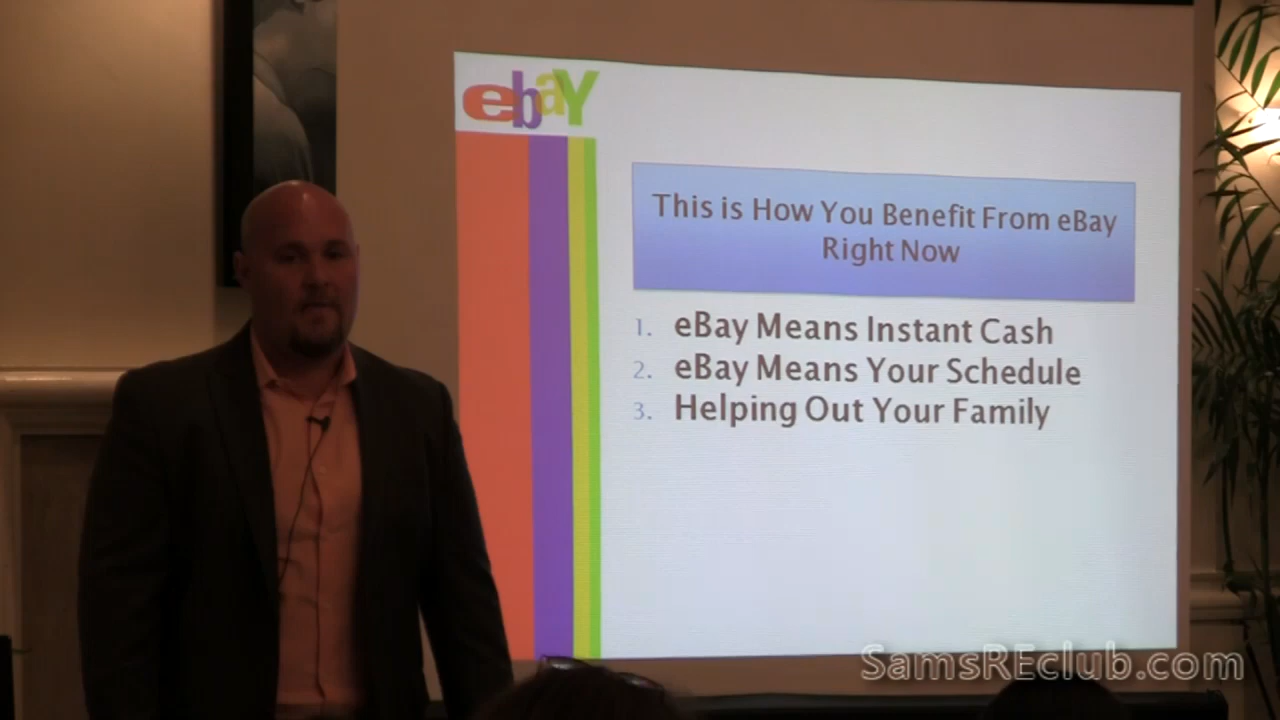 ebaY
This is How You Benefit From eBay
Right Now
1. eBay Means Instant Cash
2. eBay Means Your Schedule
3. Helping Out Your Family
SamsREclub.com